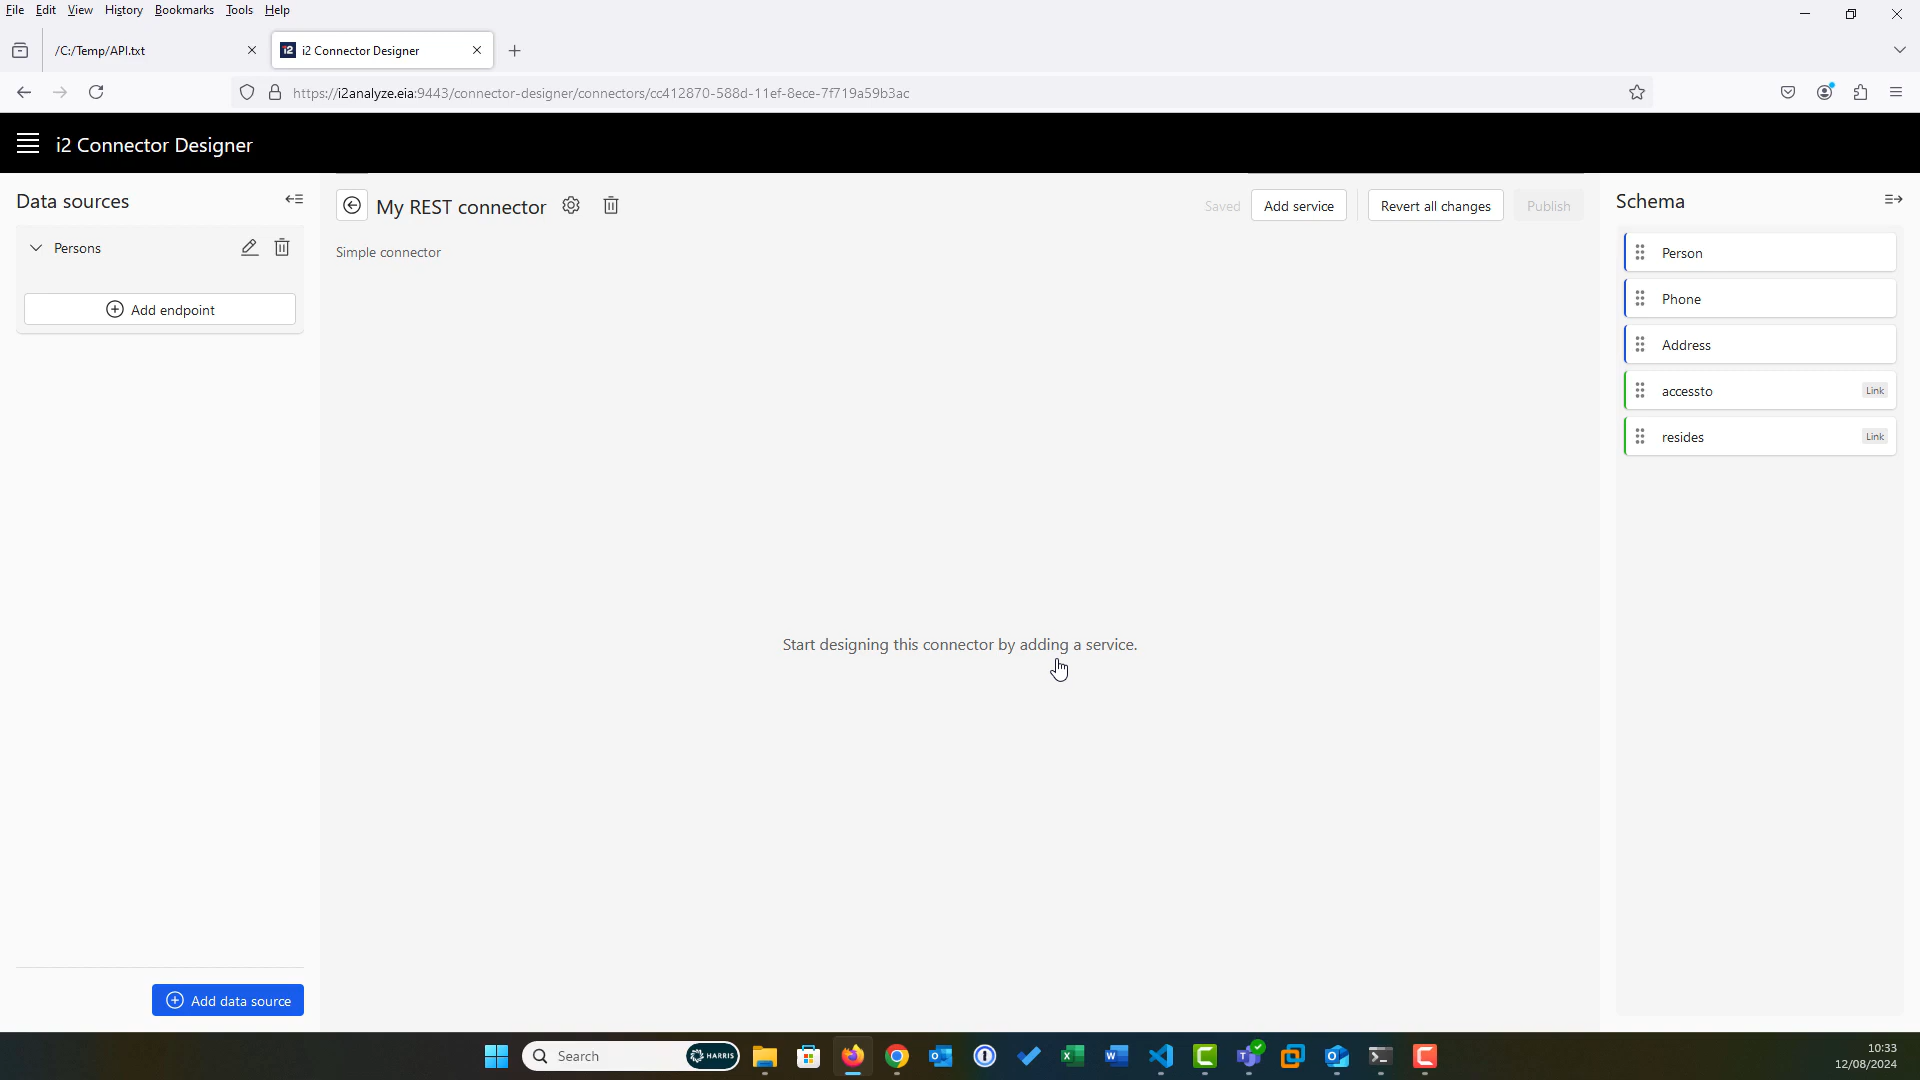 File Edit View History Bookmarks Tools Help
/C:/Temp/API.txt
i2 i2 Connector Designer
https://i2analyze.eia:9443/connector-designer/connectors/cc412870-588d-11ef-8ece-7f719a59b3ac
i2 Connector Designer
Data sources
Persons
Add endpoint
Add data source
My REST connector
Saved
Add service
Revert all changes
Publish
Simple connector
Start designing this connector by adding a service.
Schema
Person
Phone
Address
accessto Link
resides Link
Search
HARRIS
10:33
12/08/2024